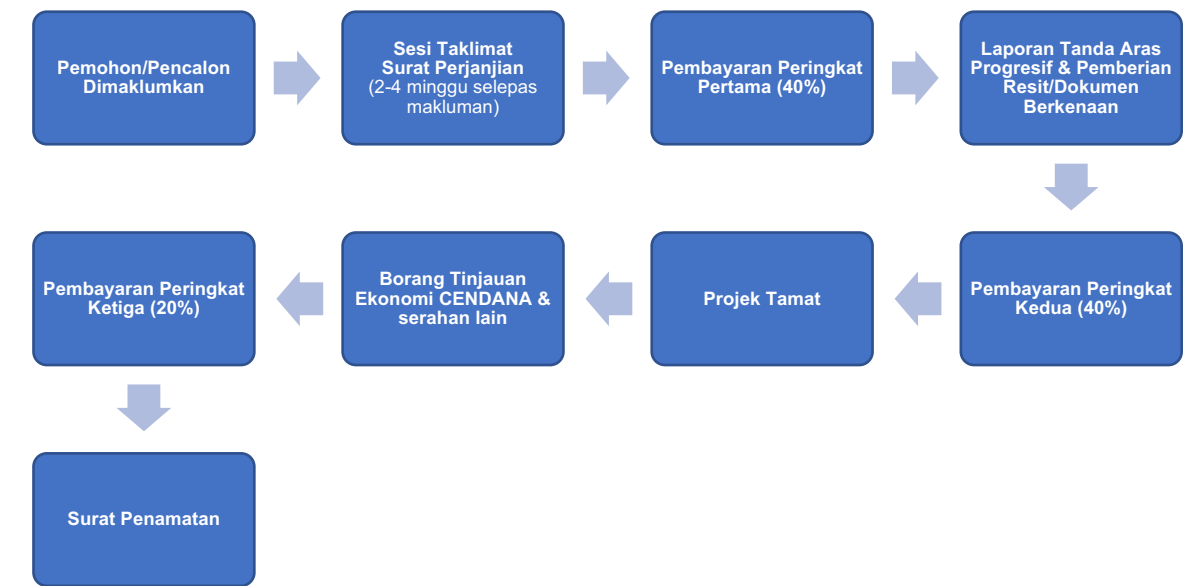 Pemohon/Pencalon
Dimaklumkan
Sesi Taklimat
Surat Perjanjian
(2-4 minggu selepas
makluman)
Pembayaran Peringkat
Pertama (40%)
Laporan Tanda Aras
Progresif & Pemberian
Resit/Dokumen
Berkenaan
Pembayaran Peringkat
Kedua (40%)
Projek Tamat
Borang Tinjauan
Ekonomi CENDANA &
serahan lain
Pembayaran Peringkat
Ketiga (20%)
Surat Penamatan